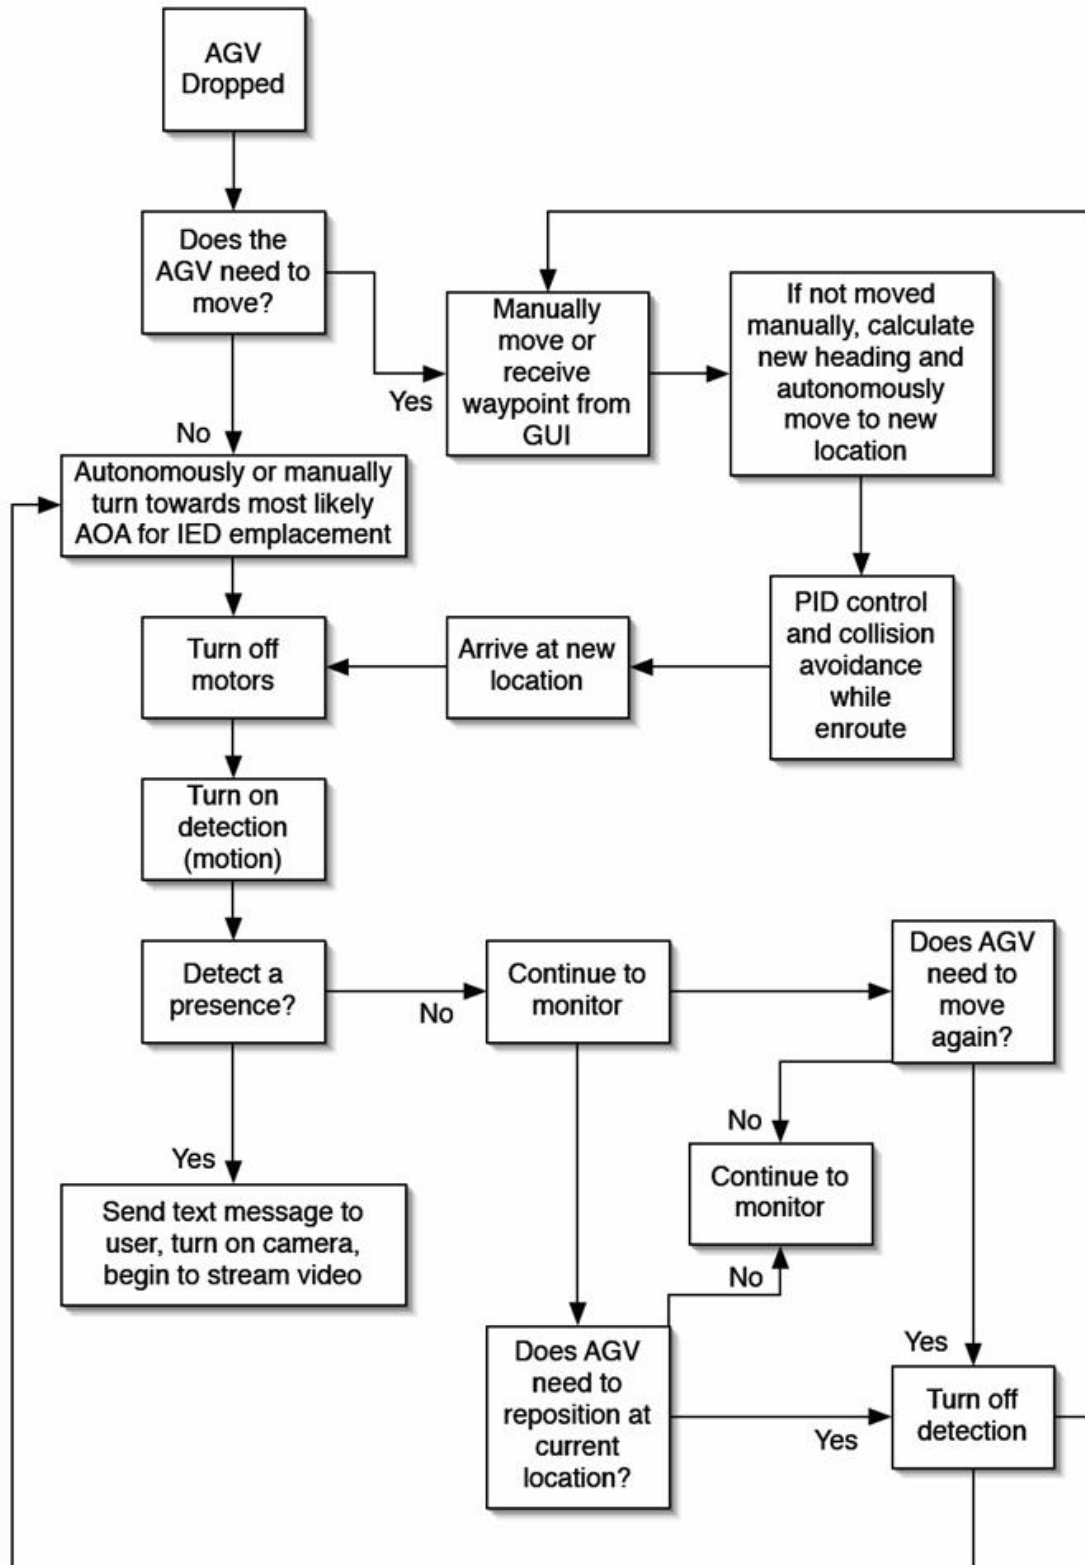 AGV
Dropped
Does the
AGV need to
move?
Yes
No
Manually
move or
receive
waypoint from
GUI
If not moved
manually, calculate
new heading and
autonomously
move to new
location
Autonomously or manually
turn towards most likely
AOA for IED emplacement
PID control
and collision
avoidance
while
enroute
Arrive at new
location
Turn off
motors
Turn on
detection
(motion)
Detect a
presence?
No
Continue to
monitor
Does AGV
need to
move
again?
Yes
Send text message to
user, turn on camera,
begin to stream video
No
Continue to
monitor
No
Does AGV
need to
reposition at
current
location?
Yes
Yes
Turn off
detection